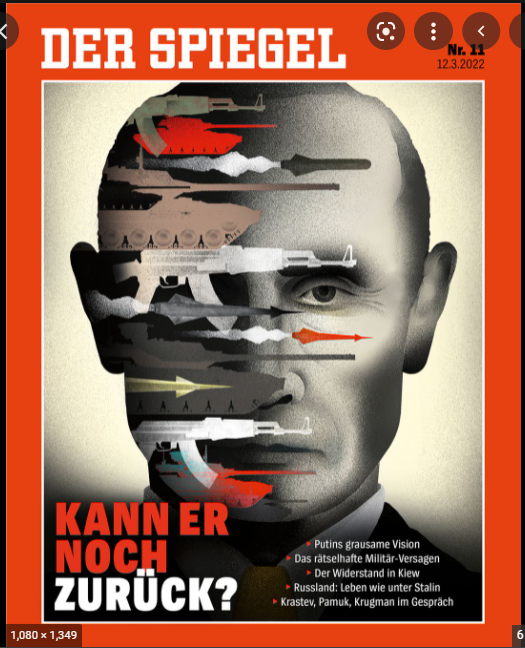 DER SPIEGEL
Nr. 11
12.3.2022
KANN ER
NOCH
ZURÜCK?
Putins grausame Vision
Das rätselhafte Militär-Versagen
Der Widerstand in Kiew
Russland: Leben wie unter Stalin
Krastev, Pamuk, Krugman im Gespräch
1,080 × 1,349
6